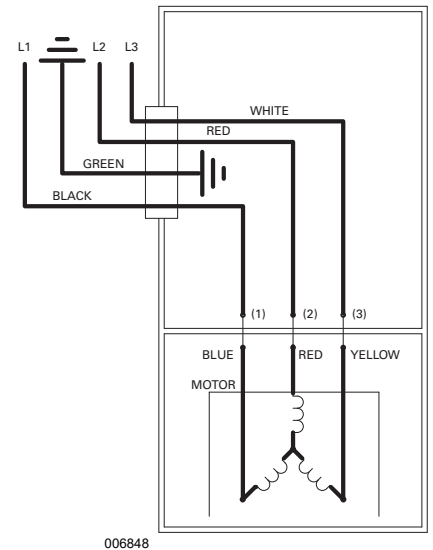 L1 L2 L3
WHITE
RED
GREEN
BLACK
(1) (2) (3)
BLUE RED YELLOW
MOTOR
006848